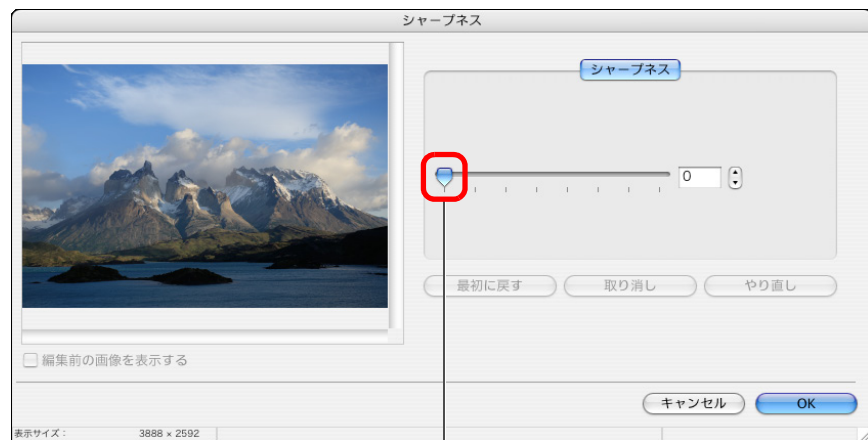 シャープネス
シャープネス
0
最初に戻す 取り消し やり直し
編集前の画像を表示する
キャンセル OK
表示サイズ： 3888 × 2592